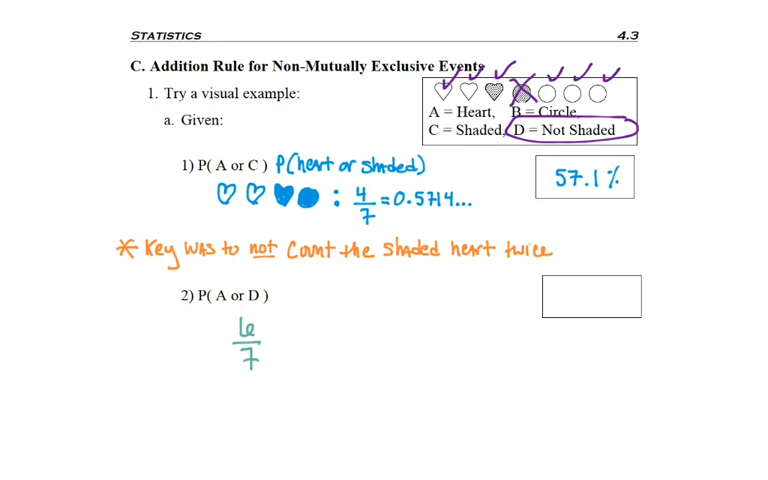 STATISTICS 4.3
C. Addition Rule for Non-Mutually Exclusive Events
1. Try a visual example:
a. Given:
A = Heart, B = Circle,
C = Shaded, D = Not Shaded
1) P( A or C ) P(heart or shaded)
: 4/7 = 0.5714...
57.1%
* Key was to not count the shaded heart twice
2) P( A or D )
6/7